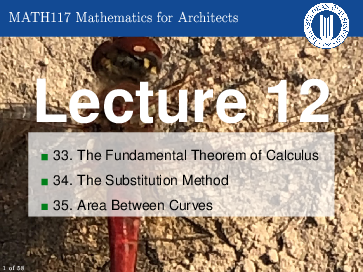 MATH117 Mathematics for Architects
Lecture 12
33. The Fundamental Theorem of Calculus
34. The Substitution Method
35. Area Between Curves
1 of 58